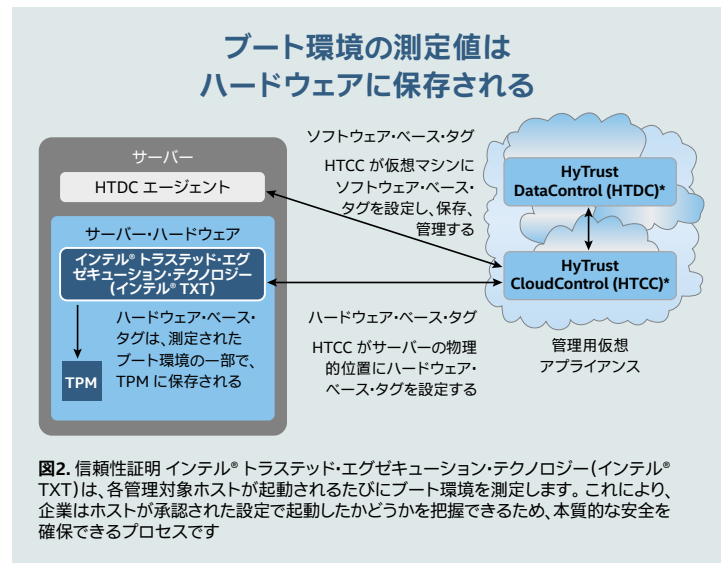 ブート環境の測定値は
ハードウェアに保存される
サーバー
HTDC エージェント
サーバー・ハードウェア
インテル® トラステッド・エグ
ゼキューション・テクノロジー
(インテル® TXT)
ハードウェア・ベース・
タグは、測定された
ブート環境の一部で、
TPM に保存される
TPM
ソフトウェア・ベース・タグ
HTCC が仮想マシンに
ソフトウェア・ベース・
タグを設定し、保存、
管理する
ハードウェア・ベース・タグ
HTCC がサーバーの物理
的位置にハードウェア・
ベース・タグを設定する
HyTrust
DataControl (HTDC)*
HyTrust
CloudControl (HTCC)*
管理用仮想
アプライアンス
図2. 信頼性証明 インテル® トラステッド・エグゼキューション・テクノロジー(インテル®
TXT)は、各管理対象ホストが起動されるたびにブート環境を測定します。これにより、
企業はホストが承認された設定で起動したかどうかを把握できるため、本質的な安全を
確保できるプロセスです